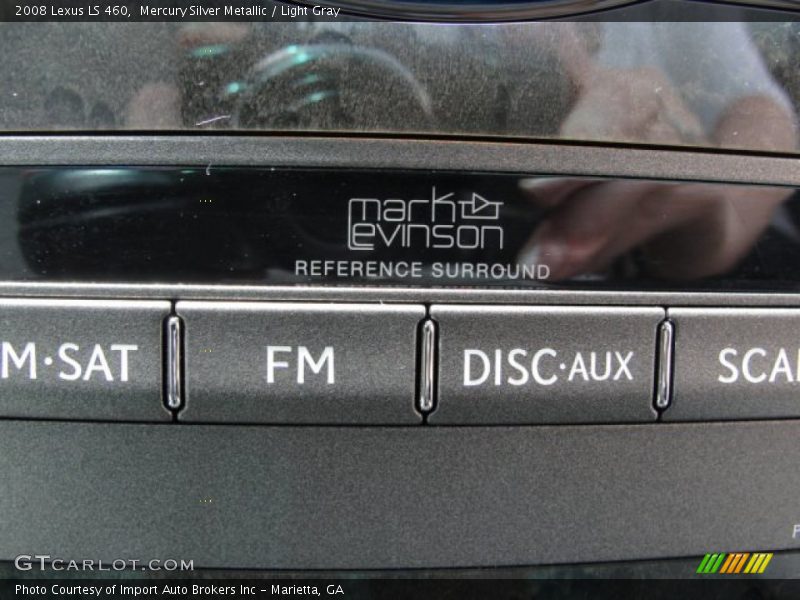 2008 Lexus LS 460, Mercury Silver Metallic / Light Gray
mark
Levinson
REFERENCE SURROUND
M·SAT FM DISC·AUX SCAN
GTCARLOT.COM
Photo Courtesy of Import Auto Brokers Inc - Marietta, GA